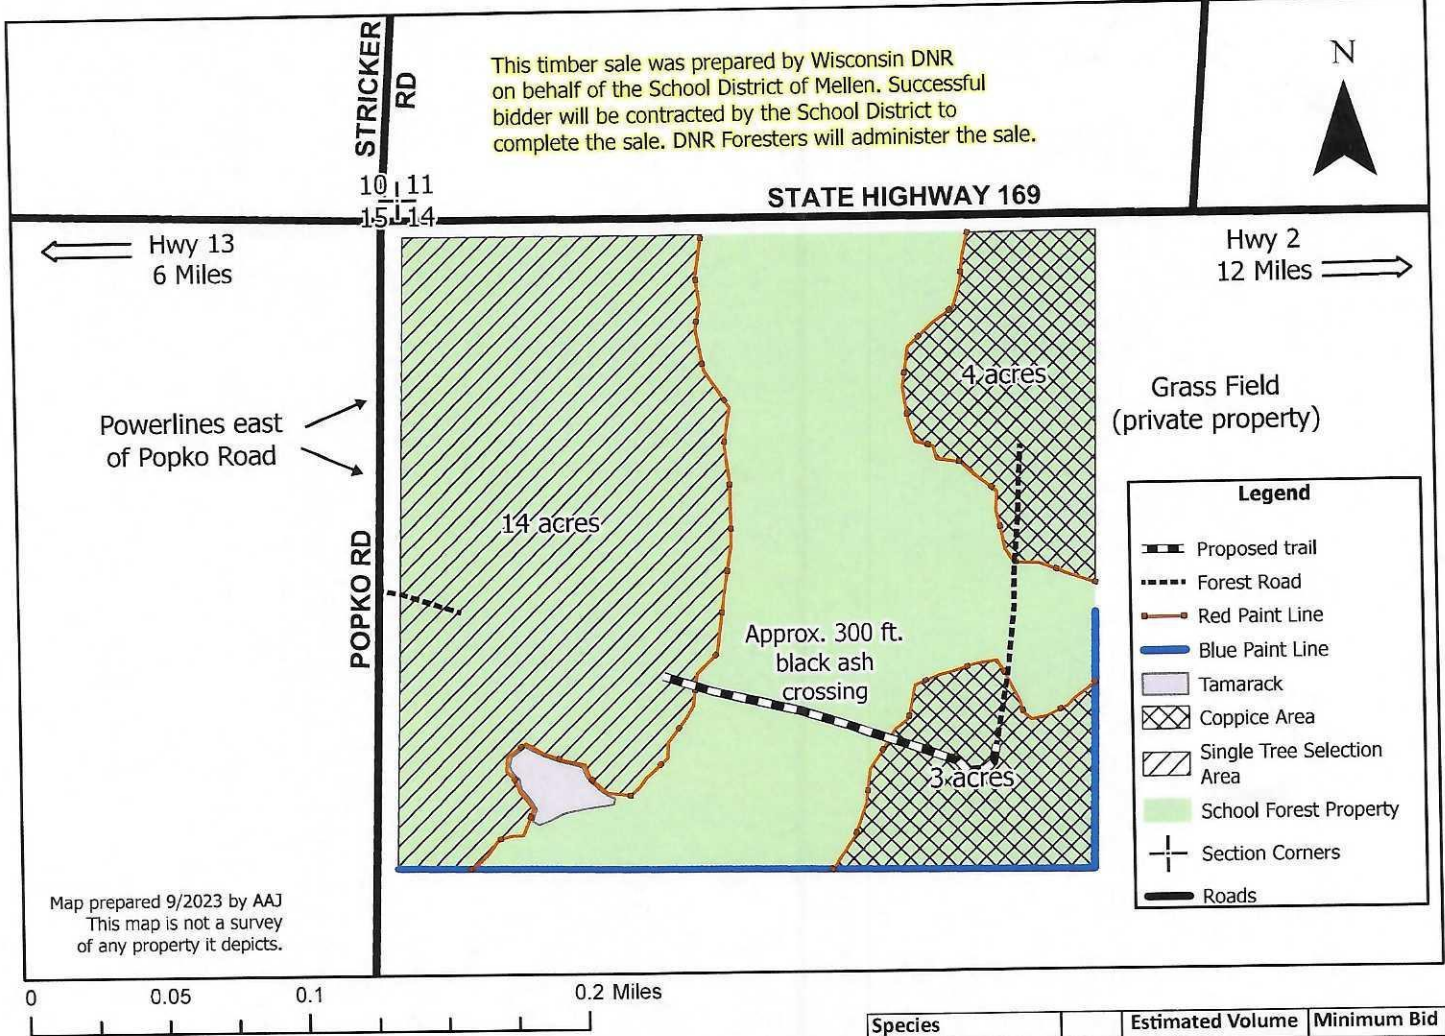 STRICKER
RD
This timber sale was prepared by Wisconsin DNR
on behalf of the School District of Mellen. Successful
bidder will be contracted by the School District to
complete the sale. DNR Foresters will administer the sale.
N
10 11
15 14
STATE HIGHWAY 169
Hwy 13
6 Miles
Hwy 2
12 Miles
4 acres
Grass Field
(private property)
Powerlines east
of Popko Road
14 acres
POPKO RD
Approx. 300 ft.
black ash
crossing
3 acres
Legend
Proposed trail
Forest Road
Red Paint Line
Blue Paint Line
Tamarack
Coppice Area
Single Tree Selection
Area
School Forest Property
Section Corners
Roads
Map prepared 9/2023 by AAJ
This map is not a survey
of any property it depicts.
0 0.05 0.1 0.2 Miles
Species Estimated Volume Minimum Bid